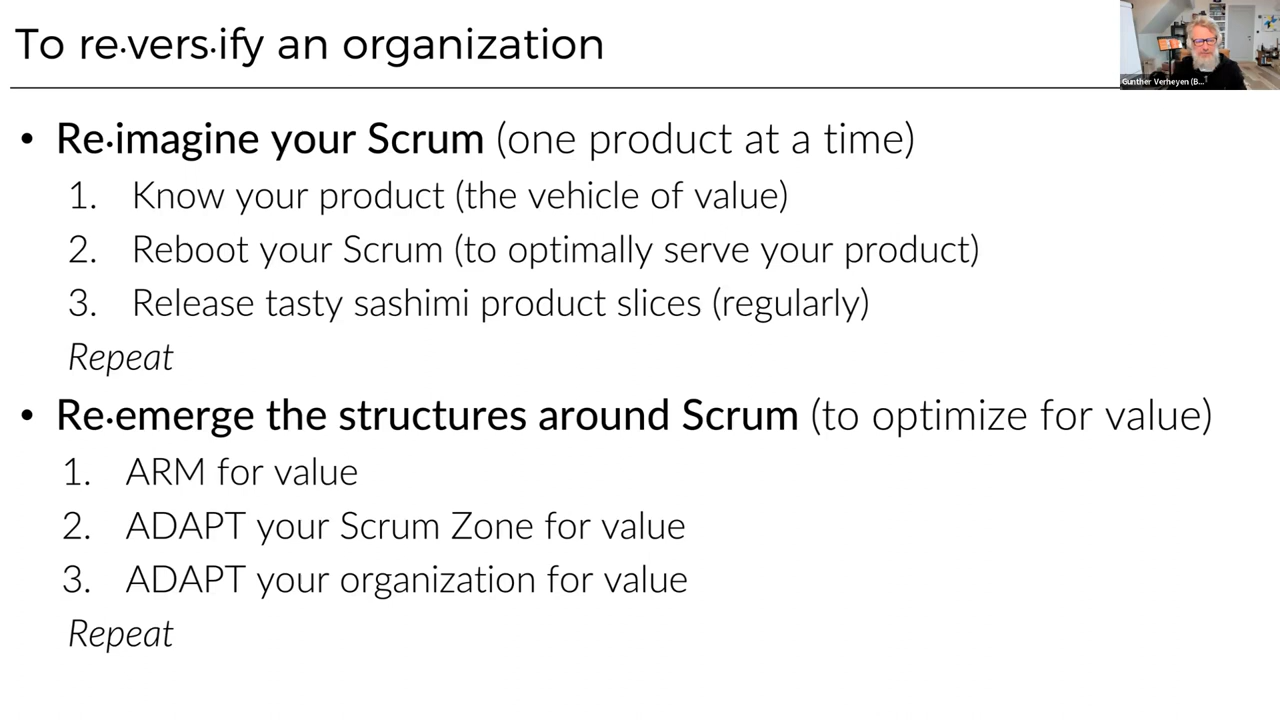 To re·vers·ify an organization
Gunther Verheyen (B...
• Re·imagine your Scrum (one product at a time)
1. Know your product (the vehicle of value)
2. Reboot your Scrum (to optimally serve your product)
3. Release tasty sashimi product slices (regularly)
Repeat
• Re·emerge the structures around Scrum (to optimize for value)
1. ARM for value
2. ADAPT your Scrum Zone for value
3. ADAPT your organization for value
Repeat